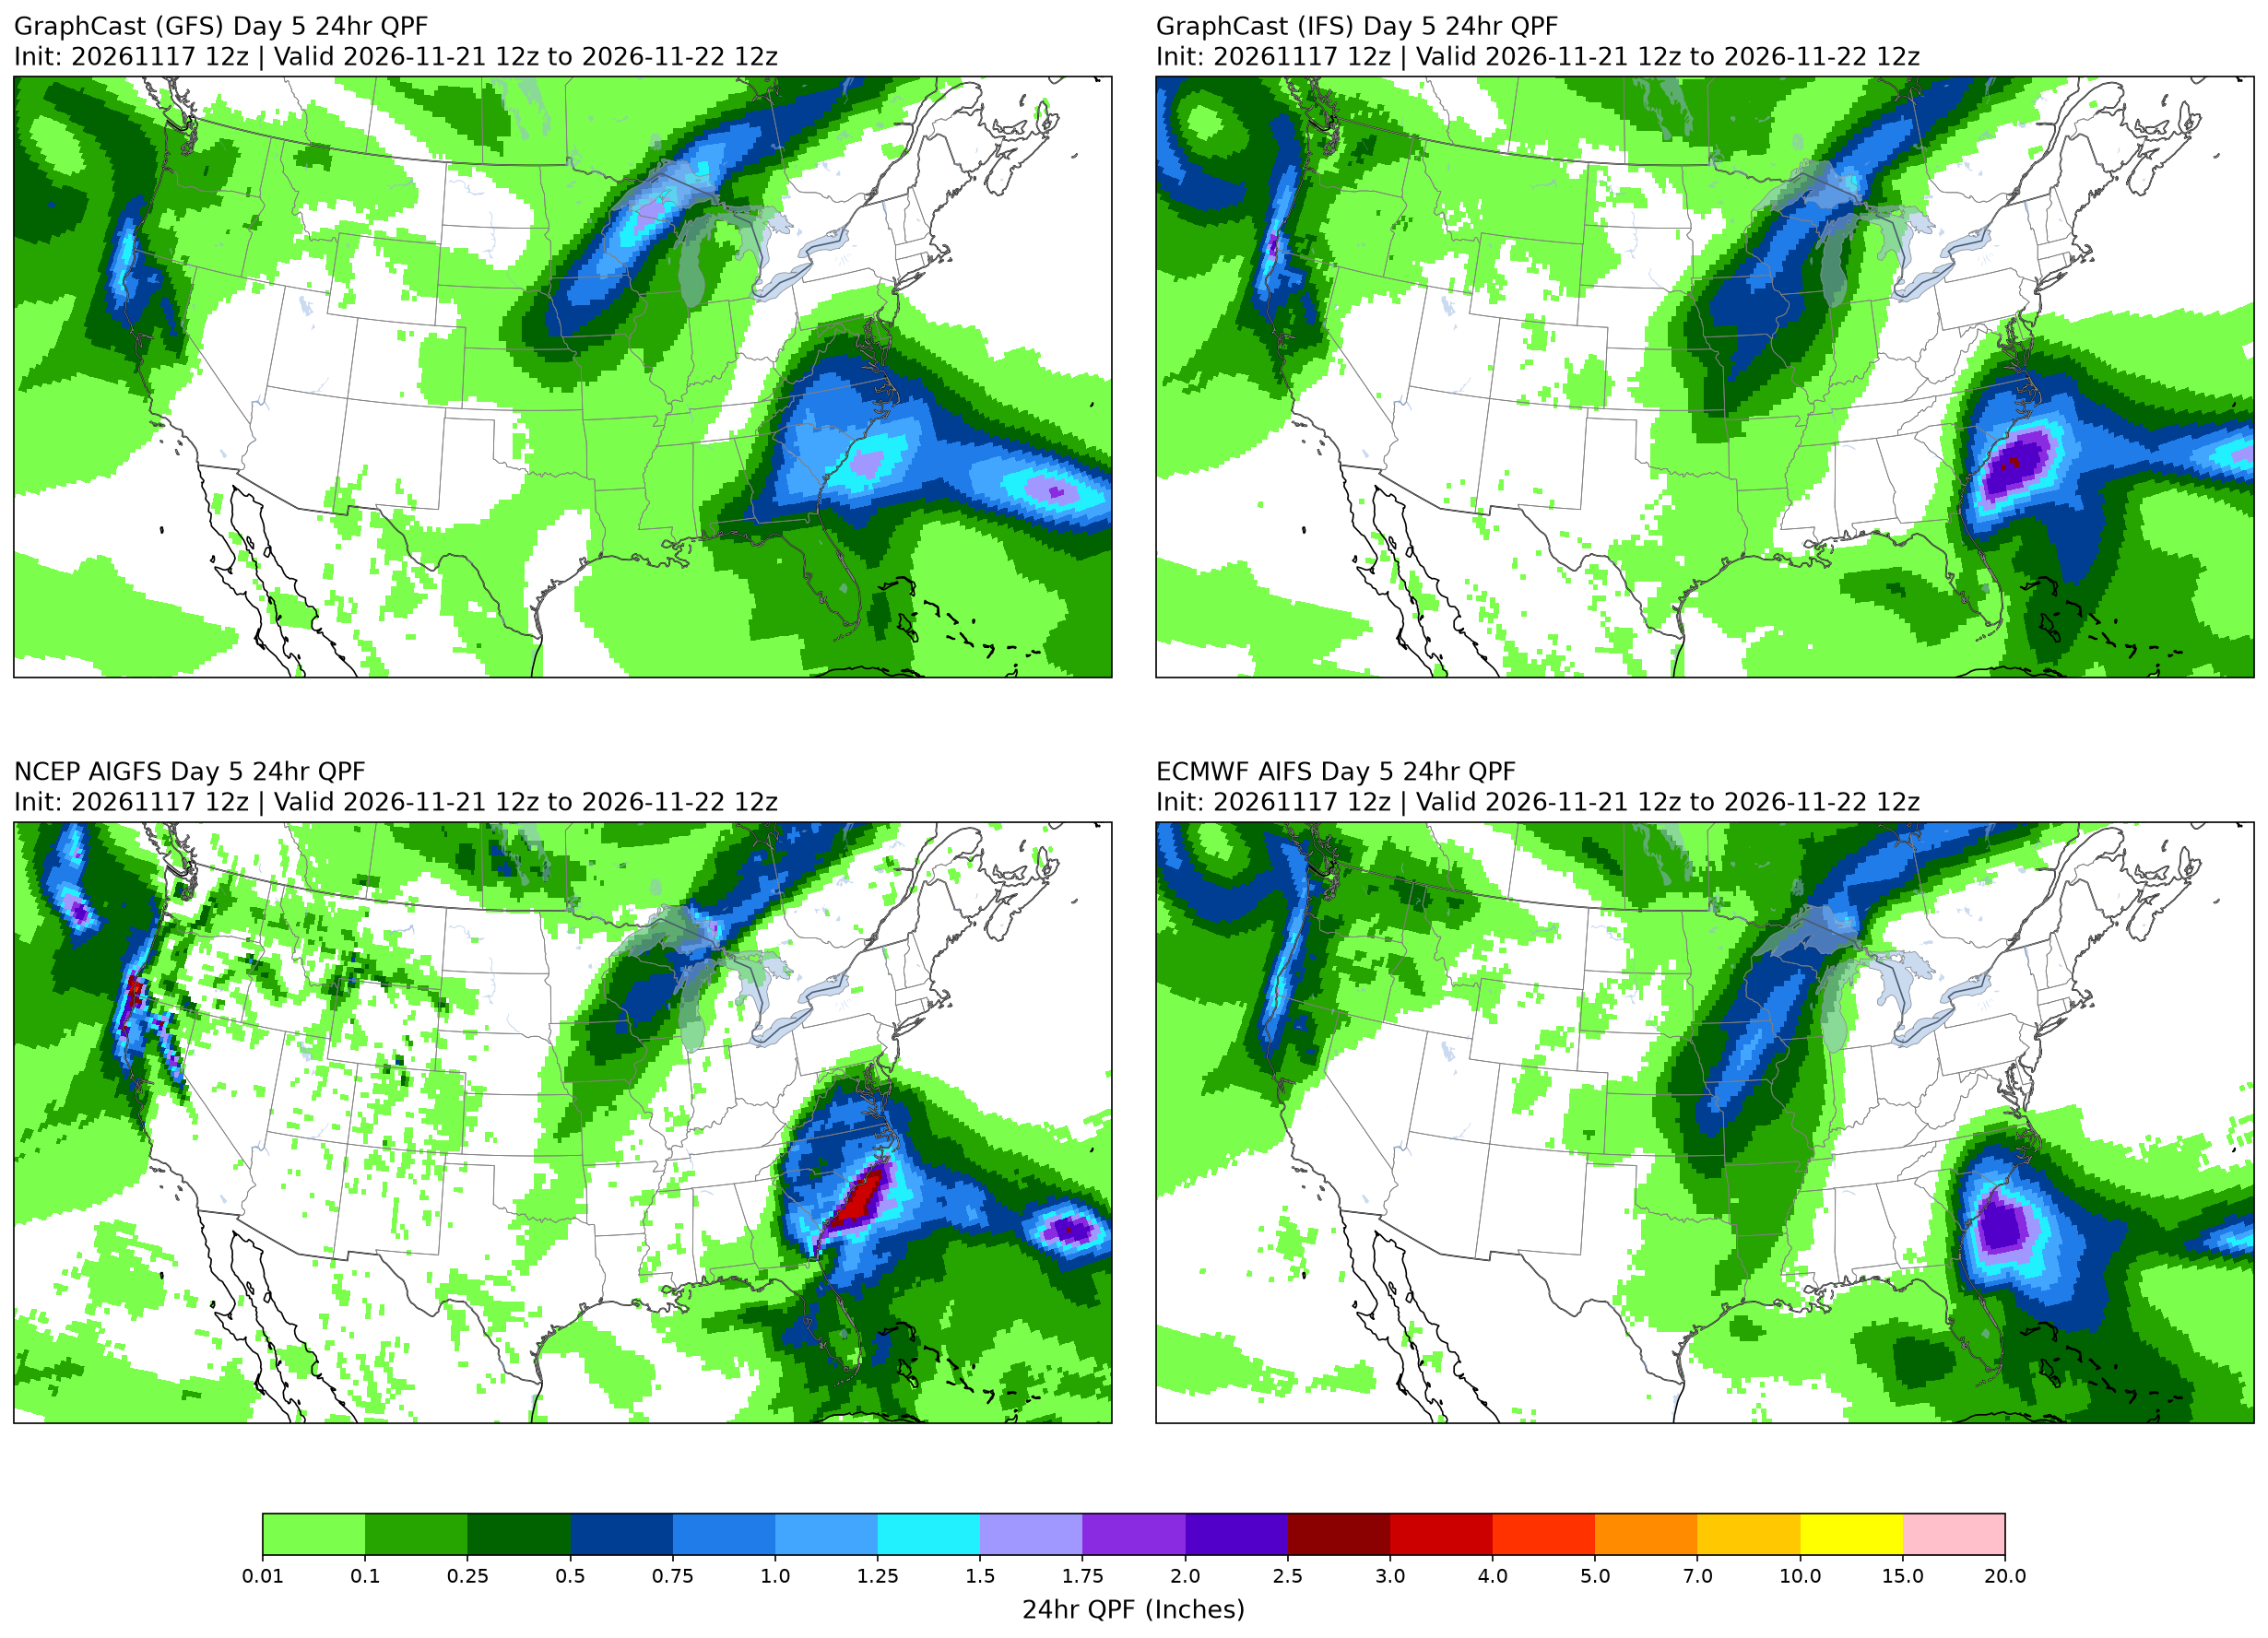 GraphCast (GFS) Day 5 24hr QPF
Init: 20261117 12z | Valid 2026-11-21 12z to 2026-11-22 12z
GraphCast (IFS) Day 5 24hr QPF
Init: 20261117 12z | Valid 2026-11-21 12z to 2026-11-22 12z
NCEP AIGFS Day 5 24hr QPF
Init: 20261117 12z | Valid 2026-11-21 12z to 2026-11-22 12z
ECMWF AIFS Day 5 24hr QPF
Init: 20261117 12z | Valid 2026-11-21 12z to 2026-11-22 12z
0.01 0.1 0.25 0.5 0.75 1.0 1.25 1.5 1.75 2.0 2.5 3.0 4.0 5.0 7.0 10.0 15.0 20.0
24hr QPF (Inches)